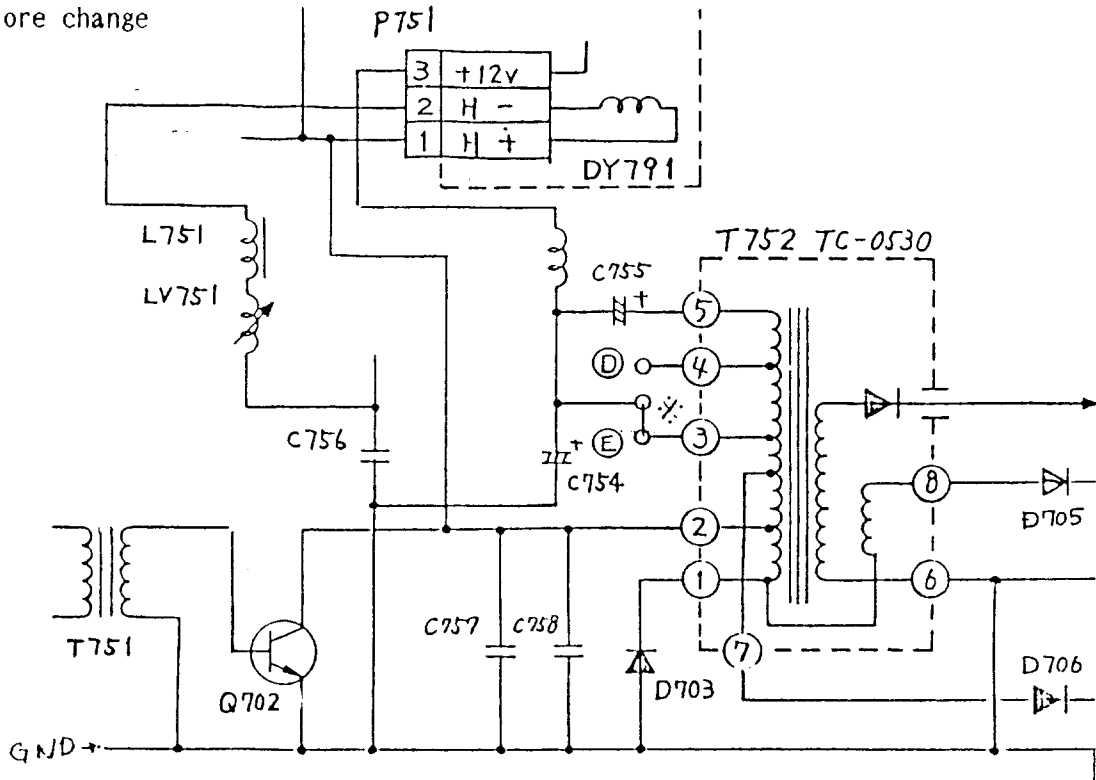 ore change
P751
3 +12v
2 H -
1 H +
DY791
L751
LV751
T752 TC-0530
C755 +
5
D 4
※
E 3
C756
+
C754
8
D705
2
1
6
T751
C757 C758
7
D703
D706
Q702
GND